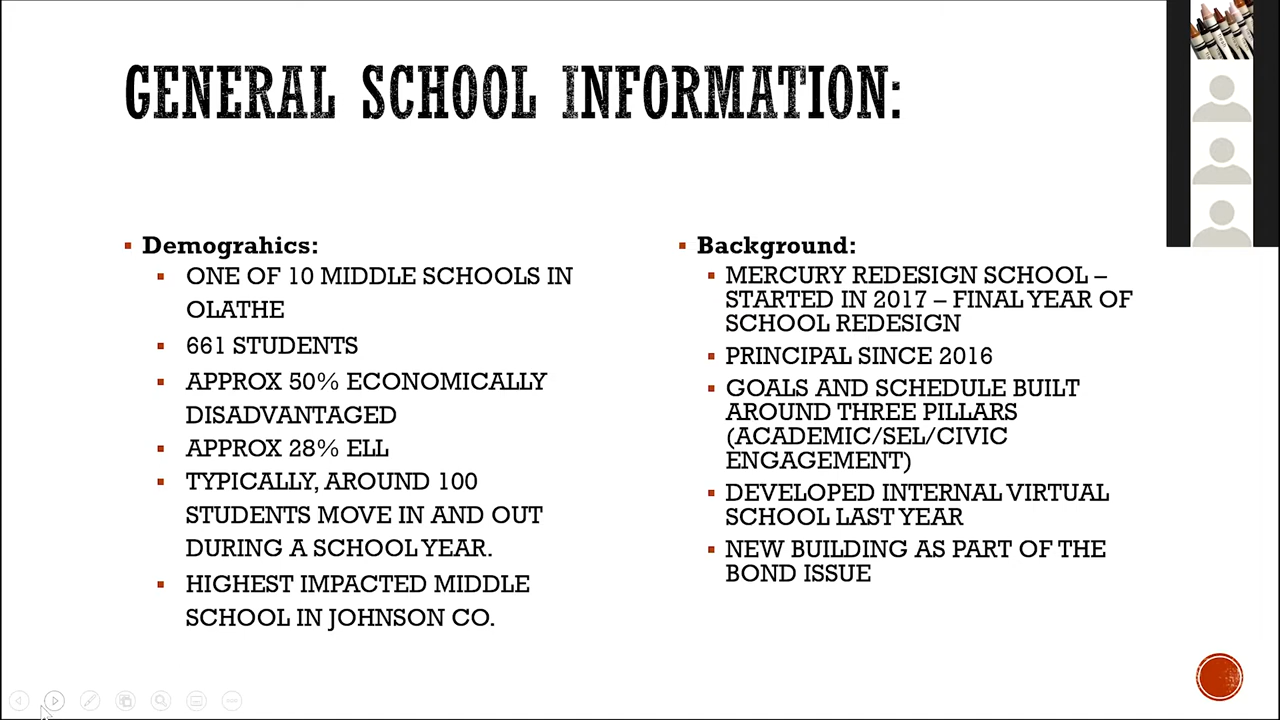 GENERAL SCHOOL INFORMATION:
Demograhics:
ONE OF 10 MIDDLE SCHOOLS IN
OLATHE
661 STUDENTS
APPROX 50% ECONOMICALLY
DISADVANTAGED
APPROX 28% ELL
TYPICALLY, AROUND 100
STUDENTS MOVE IN AND OUT
DURING A SCHOOL YEAR.
HIGHEST IMPACTED MIDDLE
SCHOOL IN JOHNSON CO.
Background:
MERCURY REDESIGN SCHOOL –
STARTED IN 2017 – FINAL YEAR OF
SCHOOL REDESIGN
PRINCIPAL SINCE 2016
GOALS AND SCHEDULE BUILT
AROUND THREE PILLARS
(ACADEMIC/SEL/CIVIC
ENGAGEMENT)
DEVELOPED INTERNAL VIRTUAL
SCHOOL LAST YEAR
NEW BUILDING AS PART OF THE
BOND ISSUE